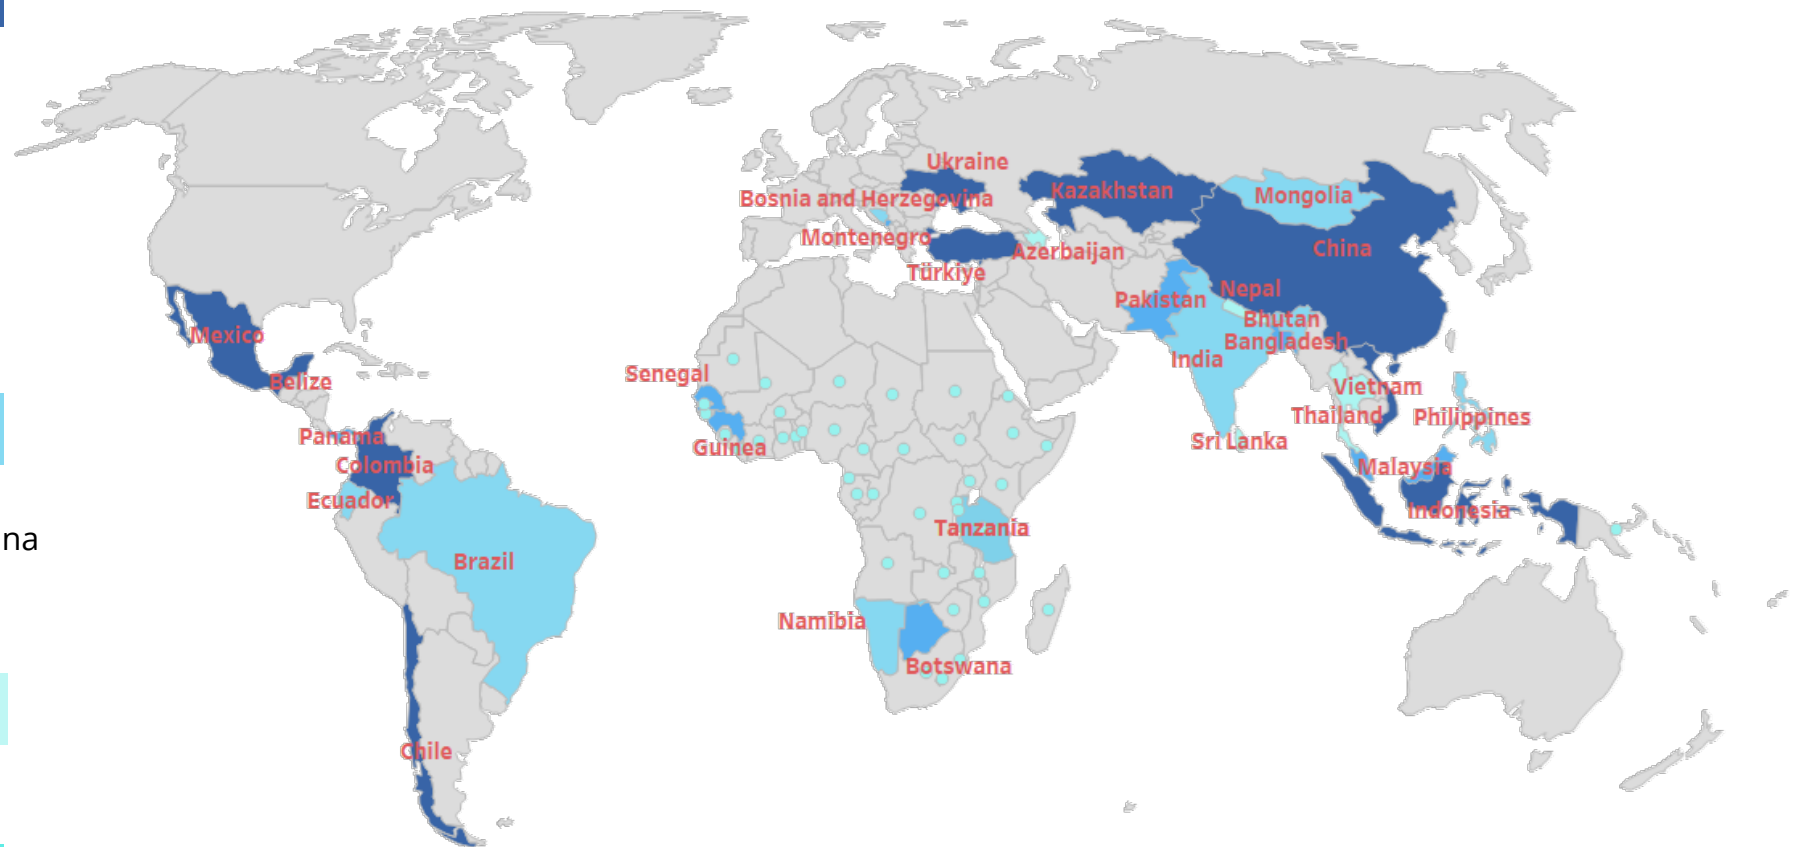 Ukraine
Kazakhstan
Mongolia
Bosnia and Herzegovina
Montenegro
Azerbaijan
China
Türkiye
Nepal
Pakistan
Bhutan
Mexico
Bangladesh
India
Senegal
Belize
Vietnam
Thailand
Philippines
Panama
Guinea
Sri Lanka
Colombia
Malaysia
Ecuador
Indonesia
Tanzania
na
Brazil
Namibia
Botswana
Chile